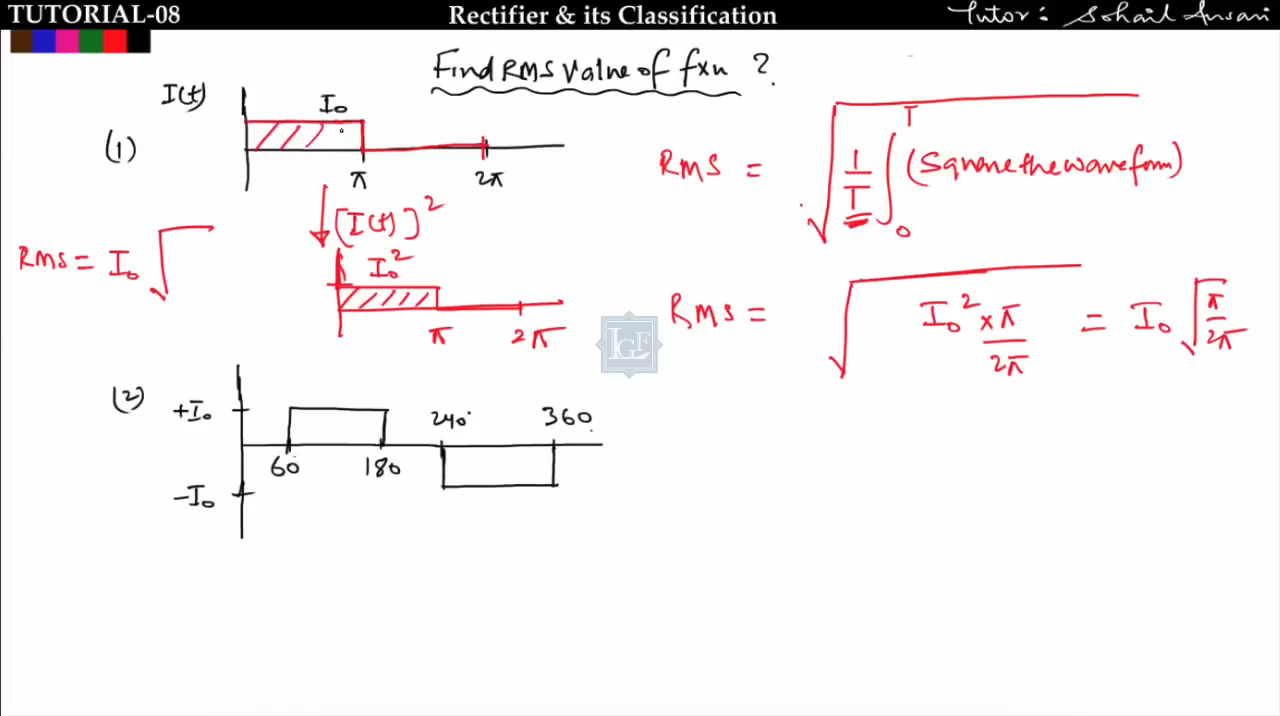 TUTORIAL-08
Rectifier & its Classification
Tutor: Sohail Ansari
Find RMS Value of fxn ?
I(t)
(1)
I₀
π
2π
RMS = √ 1/T ∫₀ᵀ (Square the waveform)
[I(t)]²
RMS = I₀ √
I₀²
π
2π
RMS = √ I₀² × π/2π = I₀ √ π/2π
IGF
(2)
+I₀
240°
360
60
180
-I₀